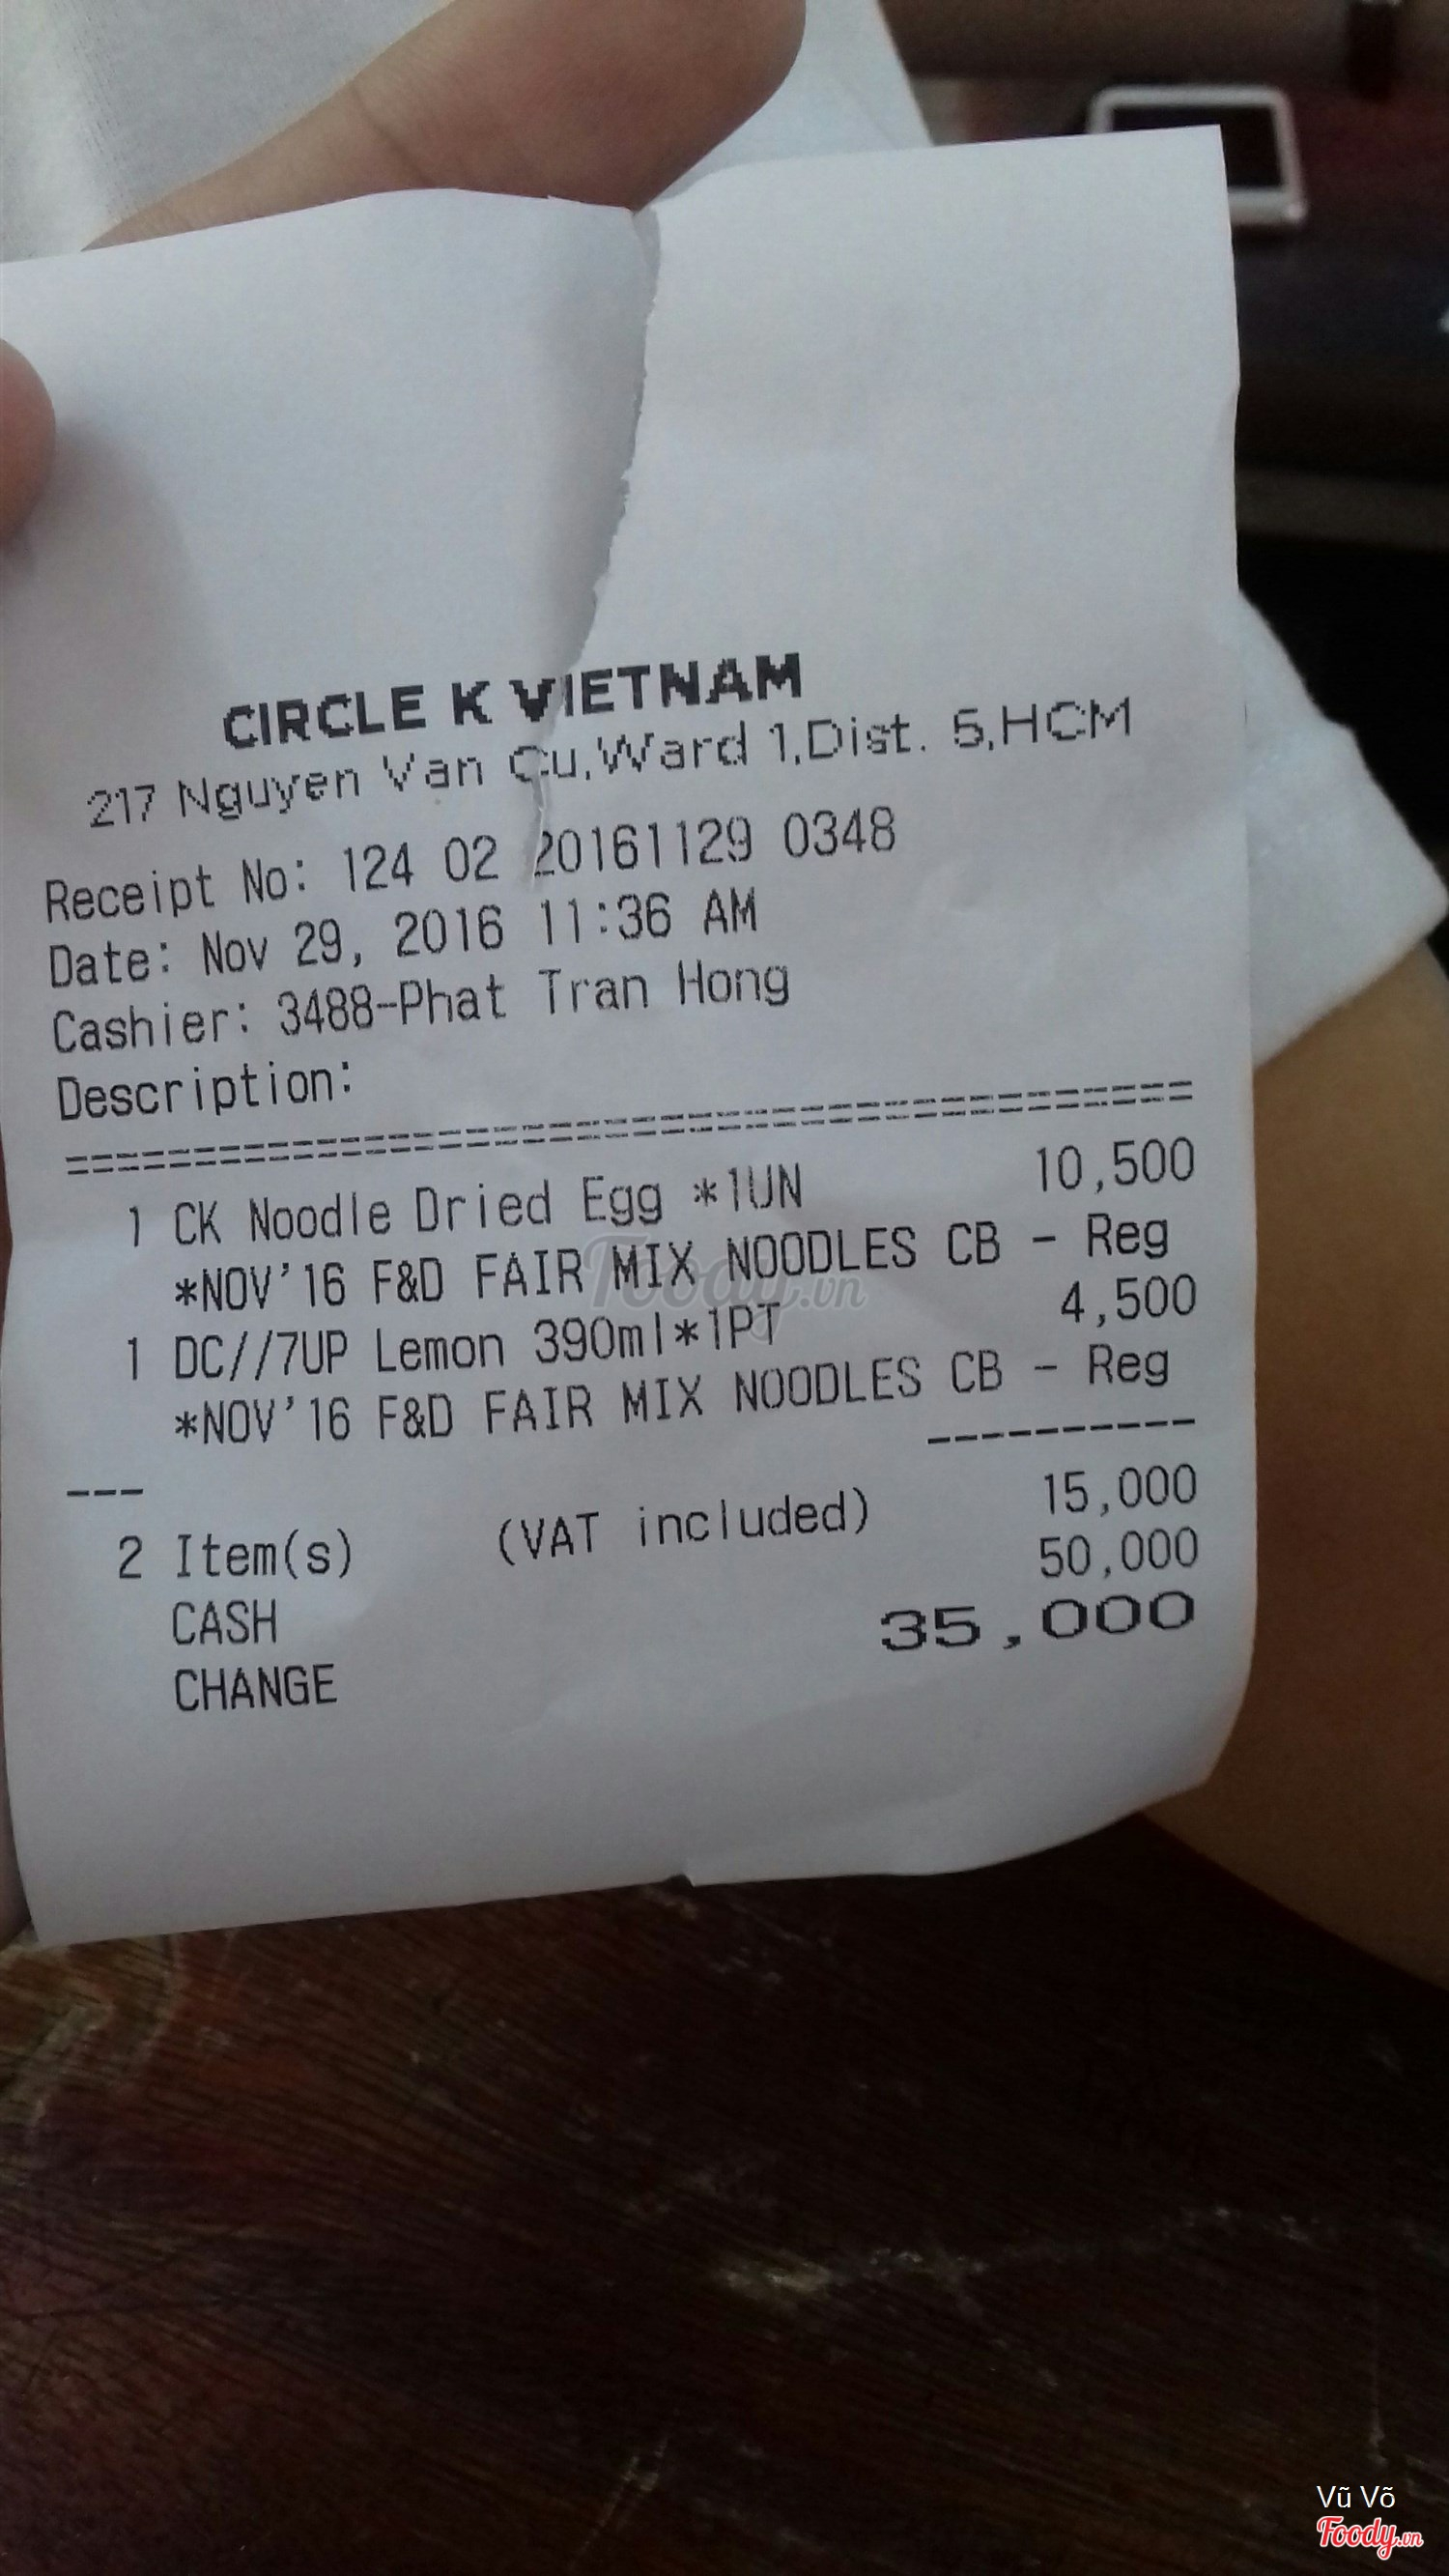 CIRCLE K VIETNAM
217 Nguyen Van Cu,Ward 1,Dist. 5,HCM
Receipt No: 124 02 20161129 0348
Date: Nov 29, 2016 11:36 AM
Cashier: 3488-Phat Tran Hong
Description:
==========================================
1 CK Noodle Dried Egg *1UN 10,500
*NOV'16 F&D FAIR MIX NOODLES CB - Reg
1 DC//7UP Lemon 390ml*1PT 4,500
*NOV'16 F&D FAIR MIX NOODLES CB - Reg
--- ----------
2 Item(s) (VAT included) 15,000
CASH 50,000
CHANGE 35,000
Foody.vn
Vũ Võ
Foody.vn